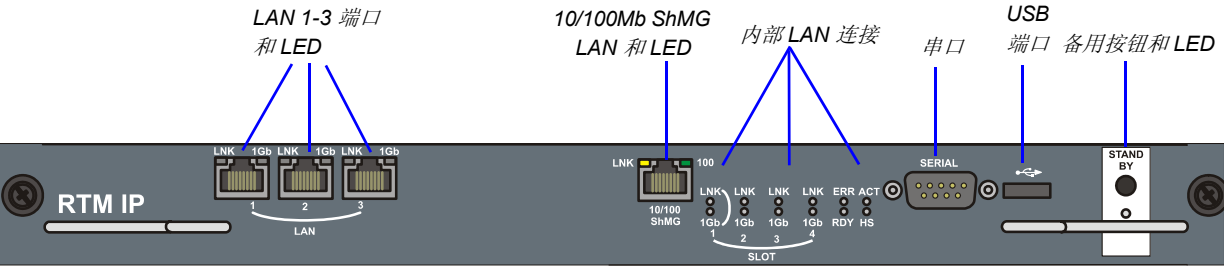 LAN 1-3 端口
和 LED
10/100Mb ShMG
LAN 和 LED
内部 LAN 连接
串口
USB
端口
备用按钮和 LED
LNK 1Gb LNK 1Gb LNK 1Gb
1 2 3
LAN
RTM IP
LNK 100
10/100
ShMG
LNK LNK LNK LNK ERR ACT
1Gb 1Gb 1Gb 1Gb RDY HS
1 2 3 4
SLOT
SERIAL
STAND
BY